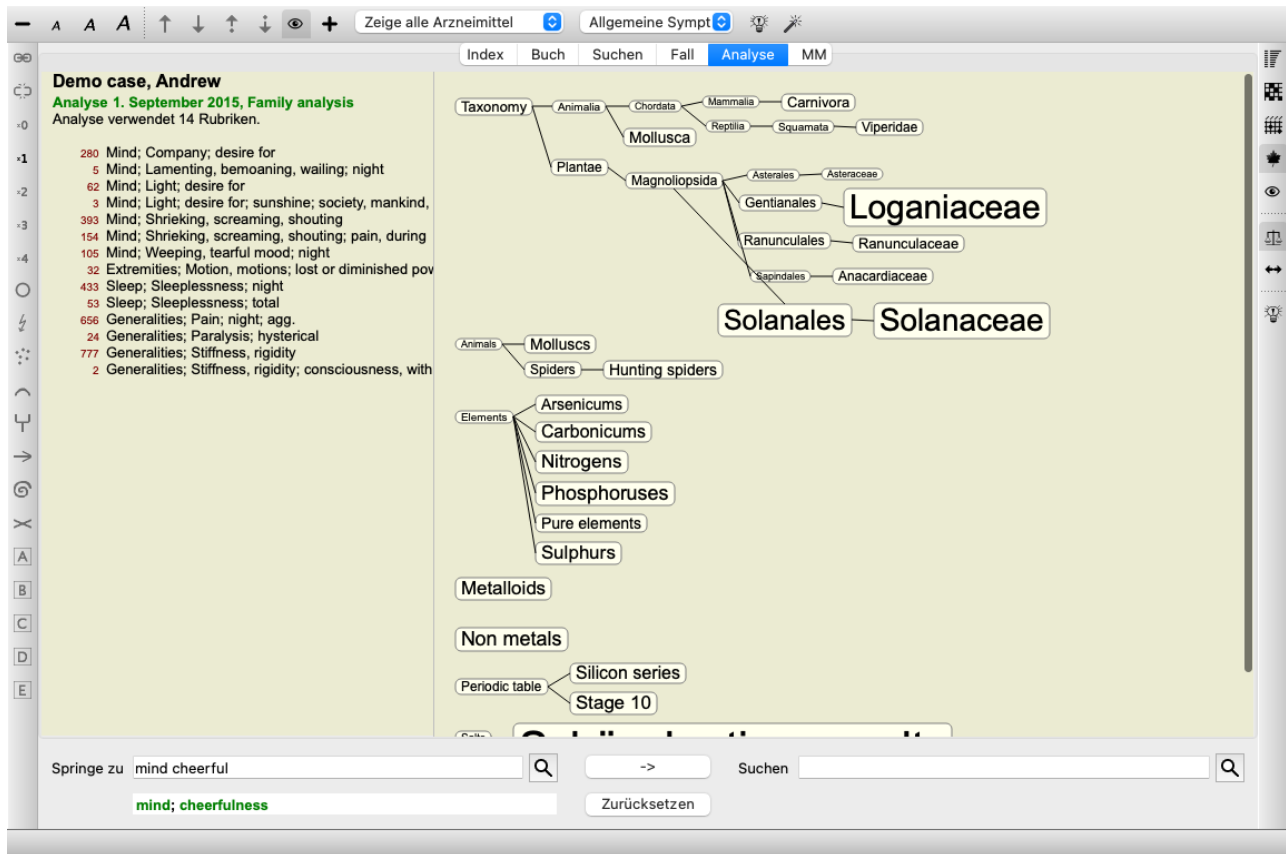 A A A Zeige alle Arzneimittel Allgemeine Sympt
Index Buch Suchen Fall Analyse MM
×0
×1
×2
×3
×4
A
B
C
D
E
Demo case, Andrew
Analyse 1. September 2015, Family analysis
Analyse verwendet 14 Rubriken.
280 Mind; Company; desire for
5 Mind; Lamenting, bemoaning, wailing; night
62 Mind; Light; desire for
3 Mind; Light; desire for; sunshine; society, mankind,
393 Mind; Shrieking, screaming, shouting
154 Mind; Shrieking, screaming, shouting; pain, during
105 Mind; Weeping, tearful mood; night
32 Extremities; Motion, motions; lost or diminished pov
433 Sleep; Sleeplessness; night
53 Sleep; Sleeplessness; total
656 Generalities; Pain; night; agg.
24 Generalities; Paralysis; hysterical
777 Generalities; Stiffness, rigidity
2 Generalities; Stiffness, rigidity; consciousness, with
Taxonomy Animalia Chordata Mammalia Carnivora
Reptilia Squamata Viperidae
Mollusca
Plantae Magnoliopsida Asterales Asteraceae
Gentianales Loganiaceae
Ranunculales Ranunculaceae
Sapindales Anacardiaceae
Solanales Solanaceae
Animals Molluscs
Spiders Hunting spiders
Elements Arsenicums
Carbonicums
Nitrogens
Phosphoruses
Pure elements
Sulphurs
Metalloids
Non metals
Periodic table Silicon series
Stage 10
Springe zu mind cheerful -> Suchen
mind; cheerfulness Zurücksetzen